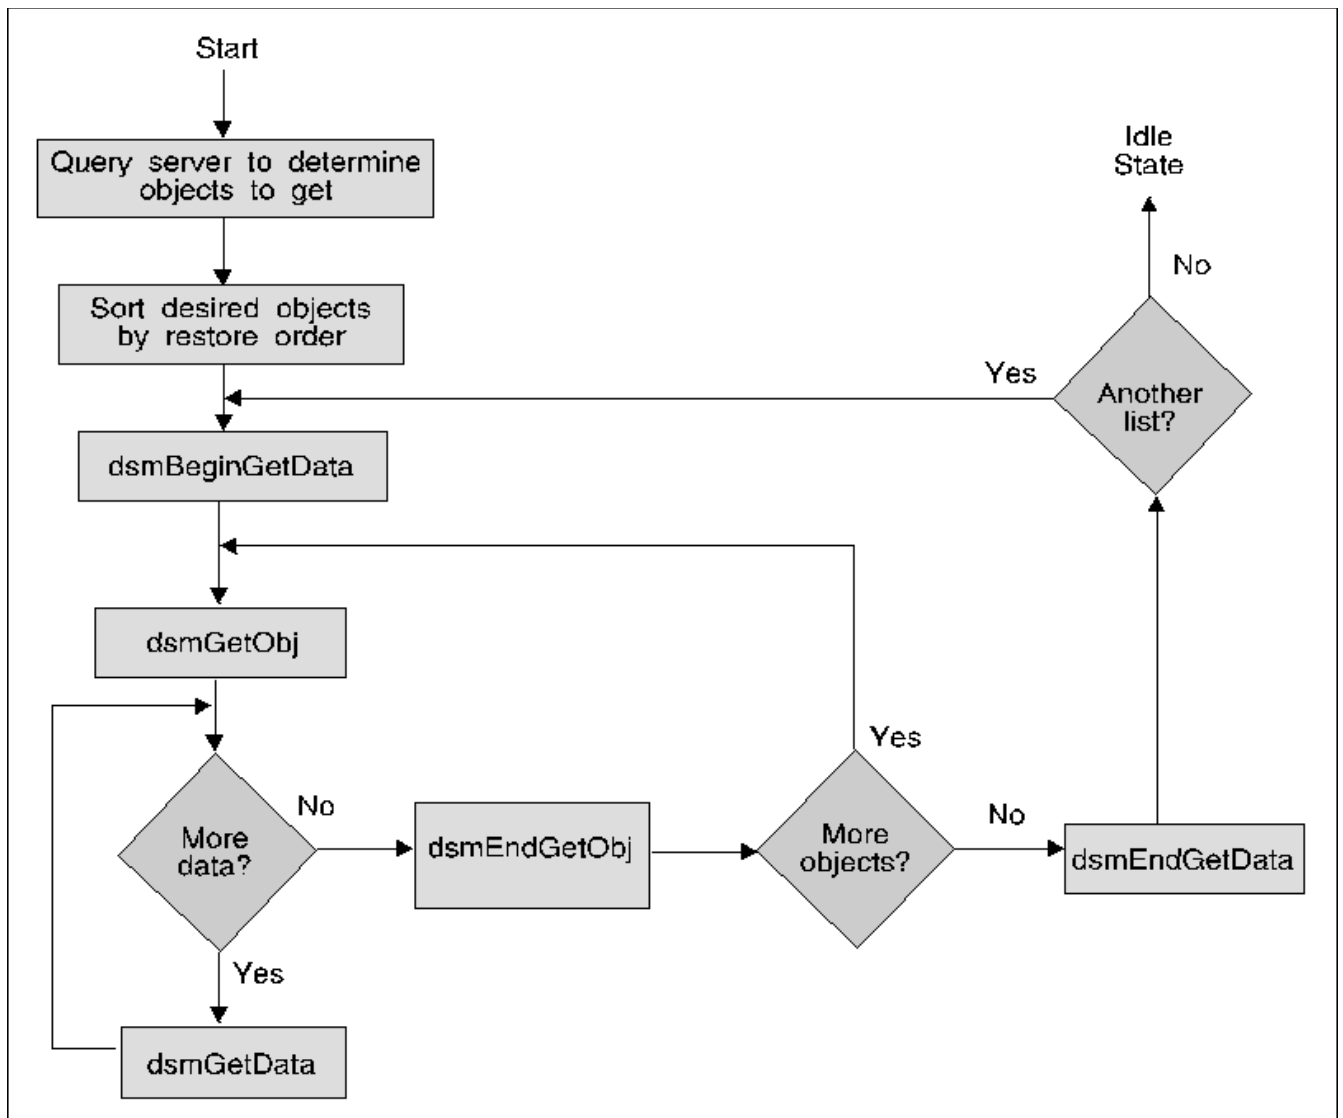 Start
Query server to determine
objects to get
Sort desired objects
by restore order
dsmBeginGetData
dsmGetObj
More
data?
No
Yes
dsmGetData
dsmEndGetObj
More
objects?
Yes
No
dsmEndGetData
Another
list?
Yes
No
Idle
State